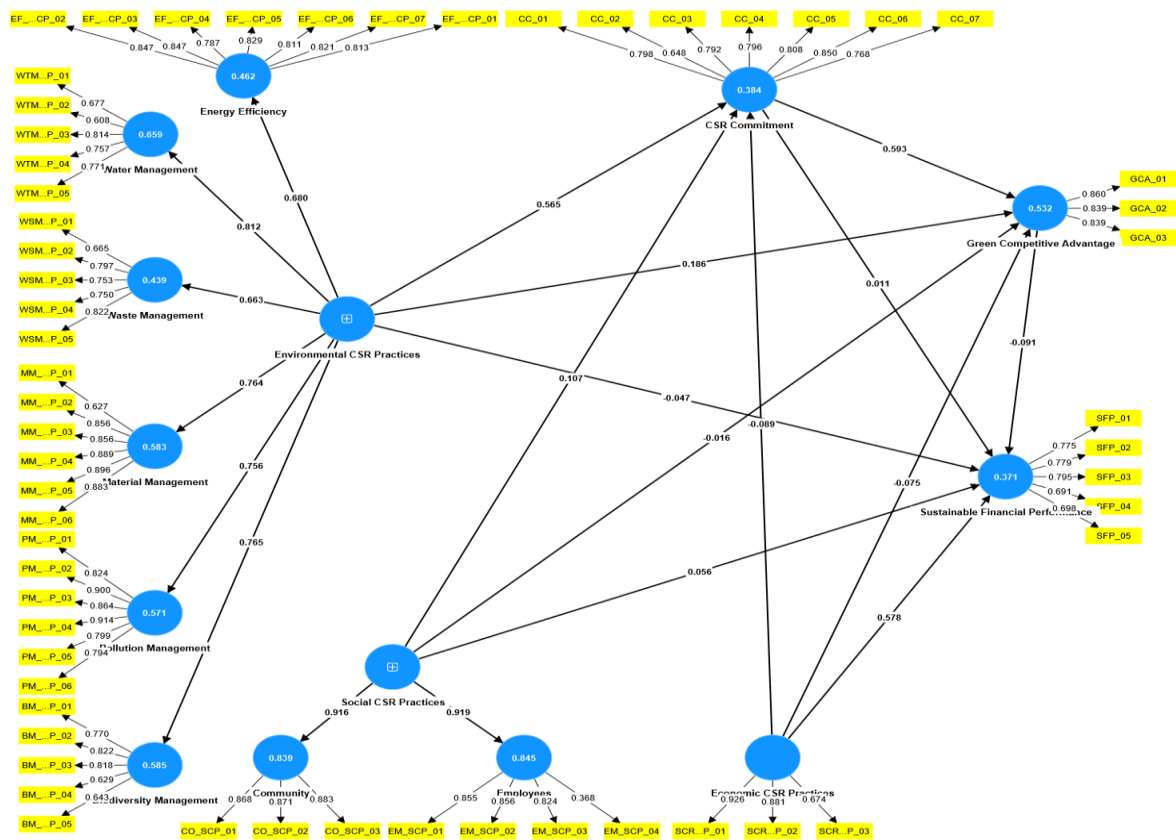 EF_...CP_02 EF_...CP_03 EF_...CP_04 EF_...CP_05 EF_...CP_06 EF_...CP_07 EF_...CP_01
0.847 0.847 0.787 0.829 0.811 0.821 0.813
0.462
Energy Efficiency
CC_01 CC_02 CC_03 CC_04 CC_05 CC_06 CC_07
0.798 0.648 0.792 0.796 0.808 0.850 0.768
0.384
CSR Commitment
WTM...P_01
WTM...P_02
WTM...P_03
WTM...P_04
WTM...P_05
0.677
0.608
0.814
0.757
0.771
0.659
Water Management
WSM...P_01
WSM...P_02
WSM...P_03
WSM...P_04
WSM...P_05
0.665
0.797
0.753
0.750
0.822
0.439
Waste Management
MM_...P_01
MM_...P_02
MM_...P_03
MM_...P_04
MM_...P_05
MM_...P_06
0.627
0.856
0.856
0.889
0.896
0.883
0.583
Material Management
PM_...P_01
PM_...P_02
PM_...P_03
PM_...P_04
PM_...P_05
PM_...P_06
0.824
0.900
0.864
0.914
0.799
0.794
0.571
Pollution Management
BM_...P_01
BM_...P_02
BM_...P_03
BM_...P_04
BM_...P_05
0.770
0.822
0.818
0.629
0.643
0.585
Biodiversity Management
0.680
0.812
0.663
0.764
0.756
0.765
Environmental CSR Practices
0.565
0.186
-0.047
0.107
-0.016
0.056
0.593
0.011
-0.089
-0.075
0.578
-0.091
GCA_01
GCA_02
GCA_03
0.860
0.839
0.839
0.532
Green Competitive Advantage
SFP_01
SFP_02
SFP_03
SFP_04
SFP_05
0.775
0.779
0.795
0.691
0.698
0.371
Sustainable Financial Performance
Social CSR Practices
0.916 0.919
0.839
Community
0.868 0.871 0.883
CO_SCP_01 CO_SCP_02 CO_SCP_03
0.845
Employees
0.855 0.856 0.824 0.368
EM_SCP_01 EM_SCP_02 EM_SCP_03 EM_SCP_04
Economic CSR Practices
0.926 0.881 0.674
SCR...P_01 SCR...P_02 SCR...P_03